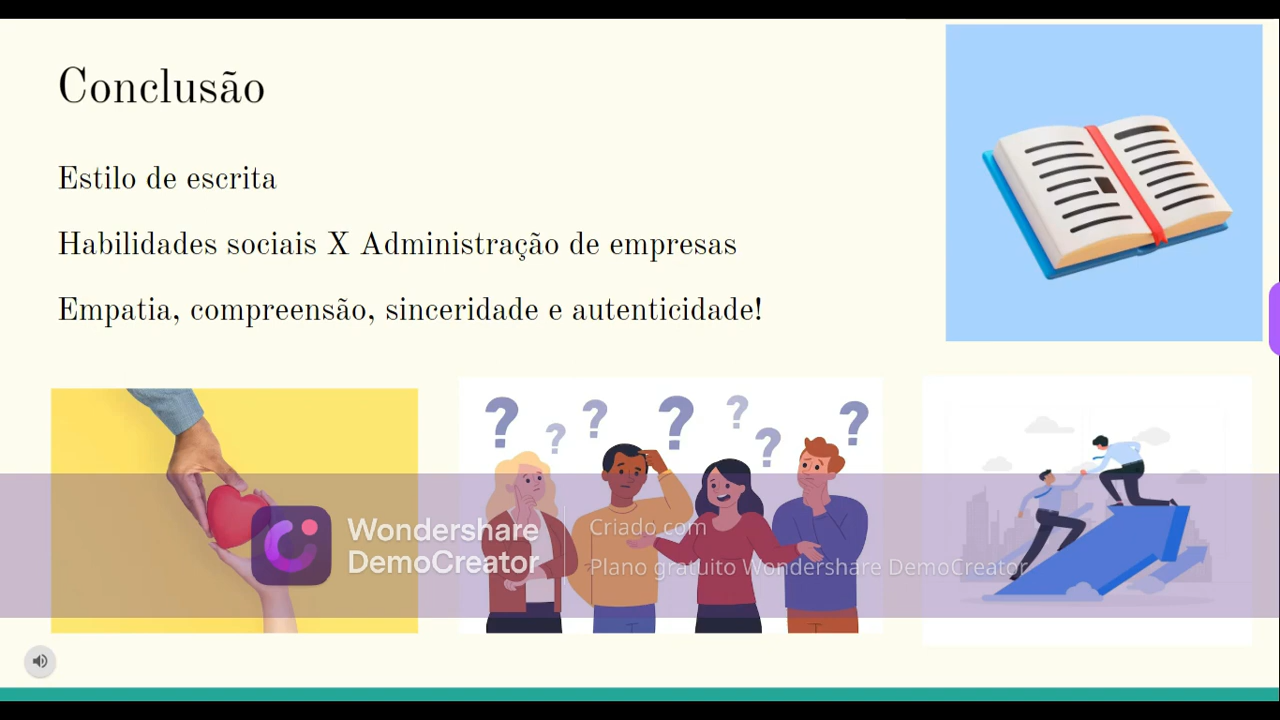 Conclusão
Estilo de escrita
Habilidades sociais X Administração de empresas
Empatia, compreensão, sinceridade e autenticidade!
? ? ? ? ? ? ?
Wondershare
DemoCreator
Criado com
Plano gratuito Wondershare DemoCreator